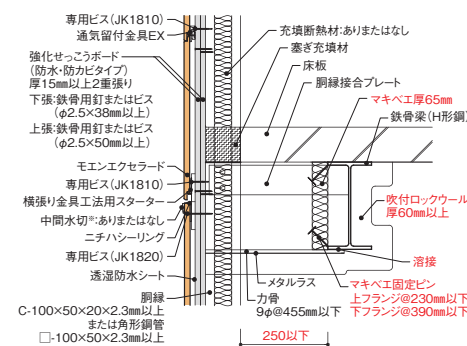 専用ビス(JK1810)
通気留付金具EX
強化せっこうボード
(防水・防カビタイプ)
厚15mm以上2重張り
下張:鉄骨用釘またはビス
(φ2.5×38mm以上)
上張:鉄骨用釘またはビス
(φ2.5×50mm以上)
モエンエクセラード
専用ビス(JK1810)
横張り金具工法用スターター
中間水切※:ありまたはなし
ニチハシーリング
専用ビス(JK1820)
透湿防水シート
胴縁
C-100×50×20×2.3mm以上
または角形鋼管
□-100×50×2.3mm以上
充填断熱材:ありまたはなし
塞ぎ充填材
床板
胴縁接合プレート
マキベエ厚65mm
鉄骨梁(H形鋼)
吹付ロックウール
厚60mm以上
溶接
メタルラス
力骨
9φ@455mm以下
マキベエ固定ピン
上フランジ@230mm以下
下フランジ@390mm以下
250以下